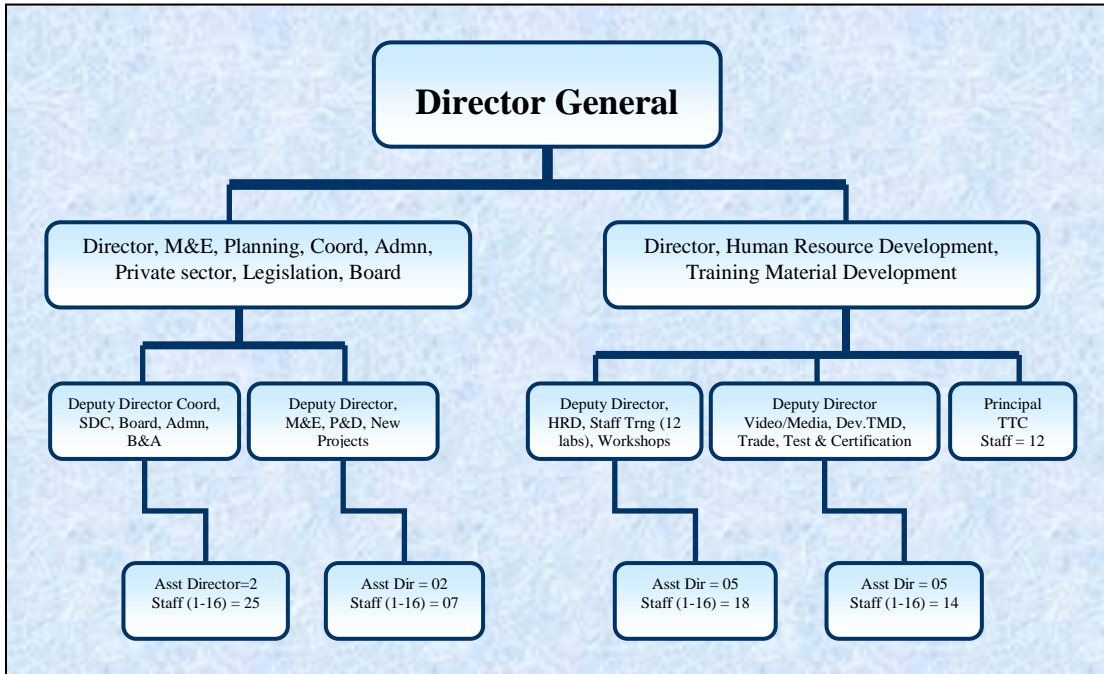 Director General
Director, M&E, Planning, Coord, Admn,
Private sector, Legislation, Board
Director, Human Resource Development,
Training Material Development
Deputy Director Coord,
SDC, Board, Admn,
B&A
Deputy Director,
M&E, P&D, New
Projects
Deputy Director,
HRD, Staff Trng (12
labs), Workshops
Deputy Director
Video/Media, Dev.TMD,
Trade, Test & Certification
Principal
TTC
Staff = 12
Asst Director=2
Staff (1-16) = 25
Asst Dir = 02
Staff (1-16) = 07
Asst Dir = 05
Staff (1-16) = 18
Asst Dir = 05
Staff (1-16) = 14